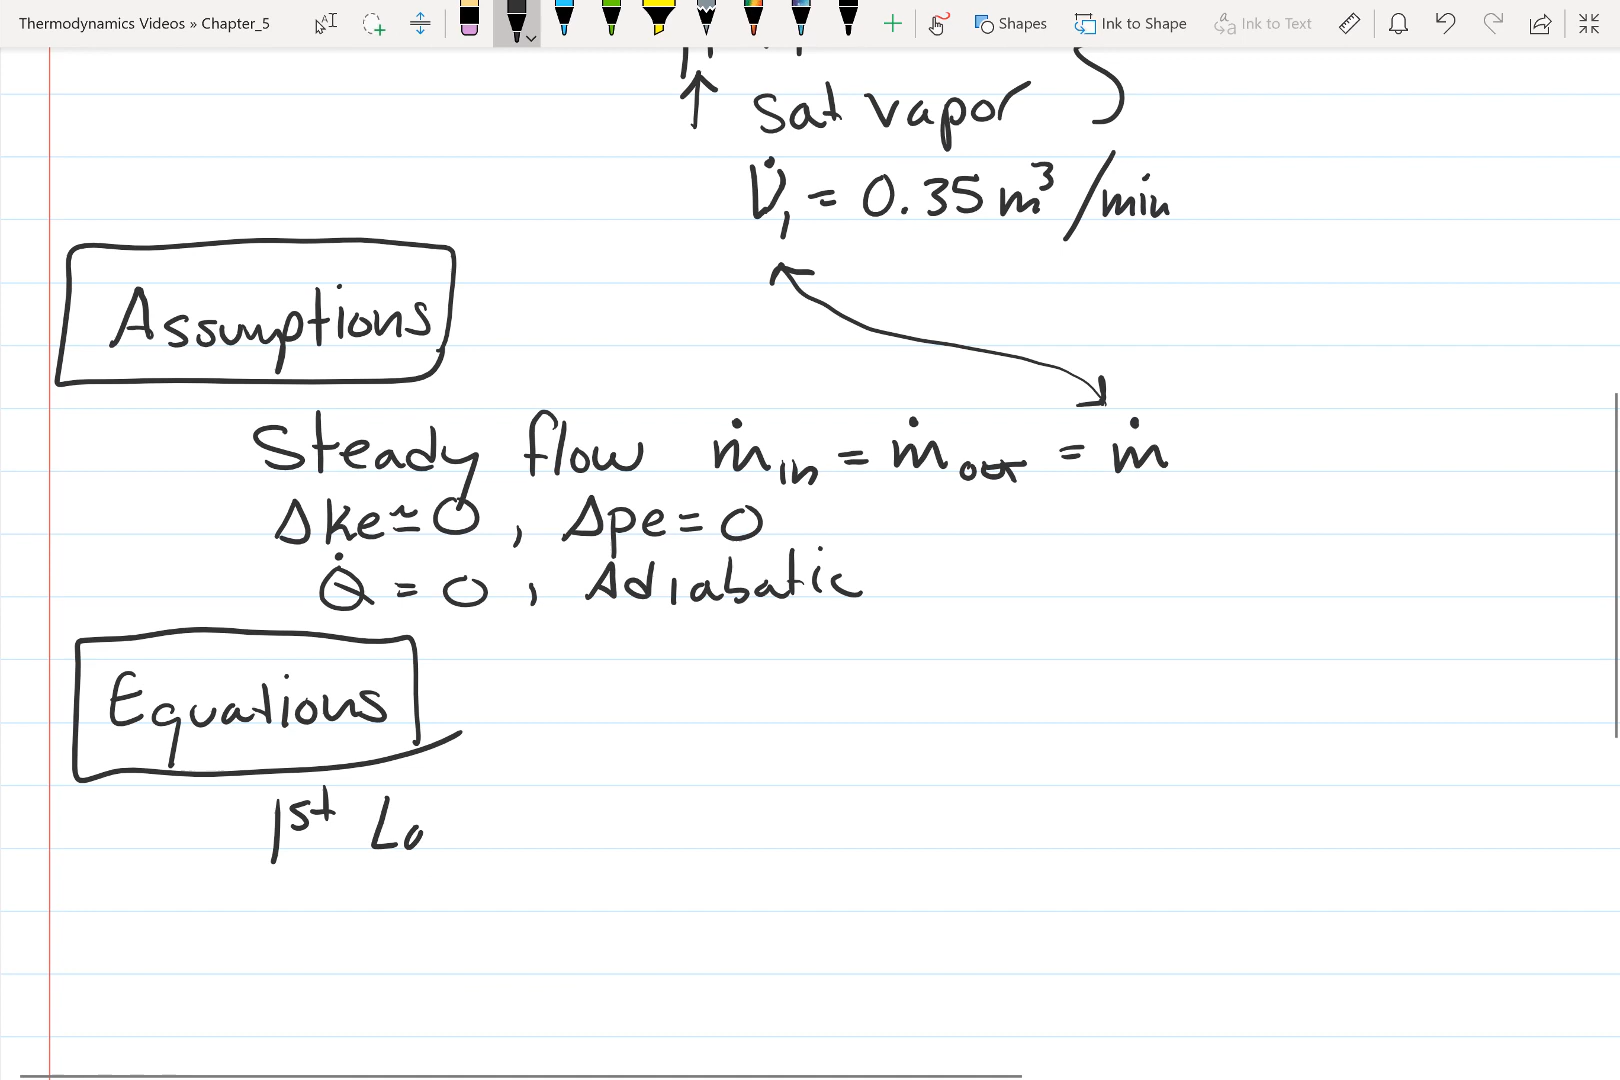 Thermodynamics Videos » Chapter_5
Shapes
Ink to Shape
Ink to Text
Sat vapor
V̇₁ = 0.35 m³/min
Assumptions
Steady flow ṁin = ṁout = ṁ
Δke ≃ 0 , Δpe = 0
Q̇ = 0 , Adiabatic
Equations
1st La